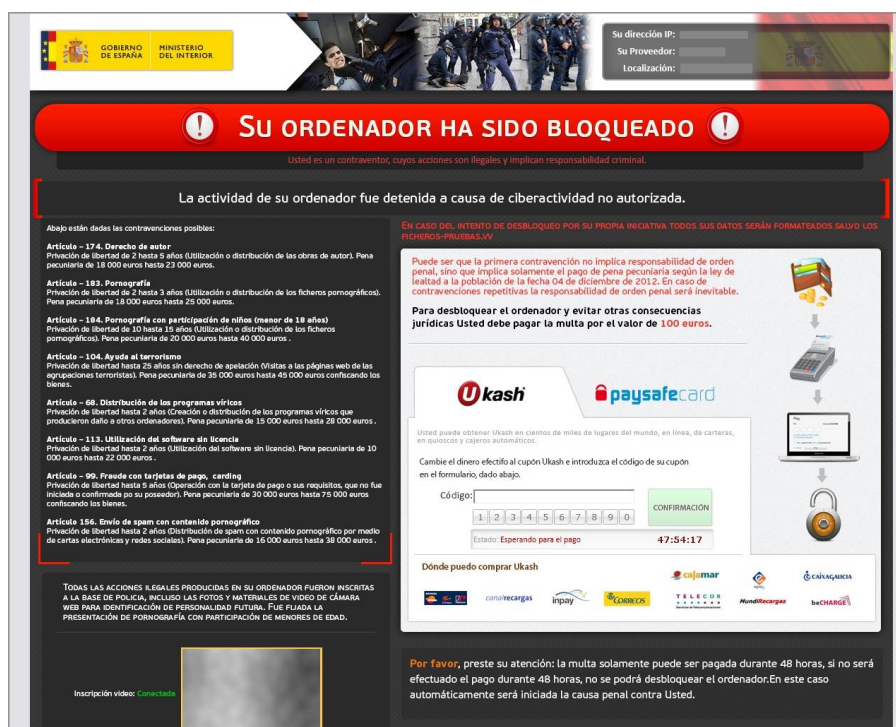 GOBIERNO
DE ESPAÑA
MINISTERIO
DEL INTERIOR
Su dirección IP:
Su Proveedor:
Localización:
SU ORDENADOR HA SIDO BLOQUEADO
Usted es un contraventor, cuyos acciones son ilegales y implican responsabilidad criminal.
La actividad de su ordenador fue detenida a causa de ciberactividad no autorizada.
Abajo están dadas las contravenciones posibles:
Artículo - 174. Derecho de autor
Privación de libertad de 2 hasta 5 años (Utilización o distribución de las obras de autor). Pena
pecuniaria de 18 000 euros hasta 23 000 euros.
Artículo - 183. Pornografía
Privación de libertad de 2 hasta 3 años (Utilización o distribución de los ficheros pornográficos).
Pena pecuniaria de 18 000 euros hasta 25 000 euros.
Artículo - 184. Pornografía con participación de niños (menor de 18 años)
Privación de libertad de 10 hasta 15 años (Utilización o distribución de los ficheros
pornográficos). Pena pecuniaria de 20 000 euros hasta 40 000 euros .
Artículo - 104. Ayuda al terrorismo
Privación de libertad hasta 25 años sin derecho de apelación (Visitas a las páginas web de las
agrupaciones terroristas). Pena pecuniaria de 35 000 euros hasta 45 000 euros confiscando los
bienes.
Artículo - 68. Distribución de los programas víricos
Privación de libertad hasta 2 años (Creación o distribución de los programas víricos que
produjeron daño a otros ordenadores). Pena pecuniaria de 15 000 euros hasta 28 000 euros .
Artículo - 113. Utilización del software sin licencia
Privación de libertad hasta 2 años (Utilización del software sin licencia). Pena pecuniaria de 10
000 euros hasta 22 000 euros .
Artículo - 99. Fraude con tarjetas de pago, carding
Privación de libertad hasta 5 años (Operación con la tarjeta de pago o sus requisitos, que no fue
iniciada o confirmada po su poseedor). Pena pecuniaria de 30 000 euros hasta 75 000 euros
confiscando los bienes.
Artículo 156. Envío de spam con contenido pornográfico
Privación de libertad hasta 2 años (Distribución de spam con contenido pornográfico por medio
de cartas electrónicas y redes sociales). Pena pecuniaria de 16 000 euros hasta 38 000 euros .
TODAS LAS ACCIONES ILEGALES PRODUCIDAS EN SU ORDENADOR FUERON INSCRITAS
A LA BASE DE POLICIA, INCLUSO LAS FOTOS Y MATERIALES DE VIDEO DE CÁMARA
WEB PARA IDENTIFICACIÓN DE PERSONALIDAD FUTURA. FUE FIJADA LA
PRESENTACIÓN DE PORNOGRAFÍA CON PARTICIPACIÓN DE MENORES DE EDAD.
Inscripción video: Conectada
EN CASO DEL INTENTO DE DESBLOQUEO POR SU PROPIA INICIATIVA TODOS SUS DATOS SERÁN FORMATEADOS SALVO LOS
FICHEROS-PRUEBAS.VV
Puede ser que la primera contravención no implica responsabilidad de orden
penal, sino que implica solamente el pago de pena pecuniaria según la ley de
lealtad a la población de la fecha 04 de diciembre de 2012. En caso de
contravenciones repetitivas la responsabilidad de orden penal será inevitable.
Para desbloquear el ordenador y evitar otras consecuencias
jurídicas Usted debe pagar la multa por el valor de 100 euros.
Ukash
paysafecard
Usted puede obtener Ukash en cientos de miles de lugares del mundo, en línea, de carteras,
en quioscos y cajeros automáticos.
Cambie el dinero efectifo al cupón Ukash e introduzca el código de su cupón
en el formulario, dado abajo.
Código:
1 2 3 4 5 6 7 8 9 0
CONFIRMACIÓN
Estado: Esperando para el pago 47:54:17
Dónde puedo comprar Ukash
cajamar
CAIXAGALICIA
canalrecargas
inpay
CORREOS
TELECOR
MundiRecargas
beCHARGE
Por favor, preste su atención: la multa solamente puede ser pagada durante 48 horas, si no será
efectuado el pago durante 48 horas, no se podrá desbloquear el ordenador.En este caso
automáticamente será iniciada la causa penal contra Usted.